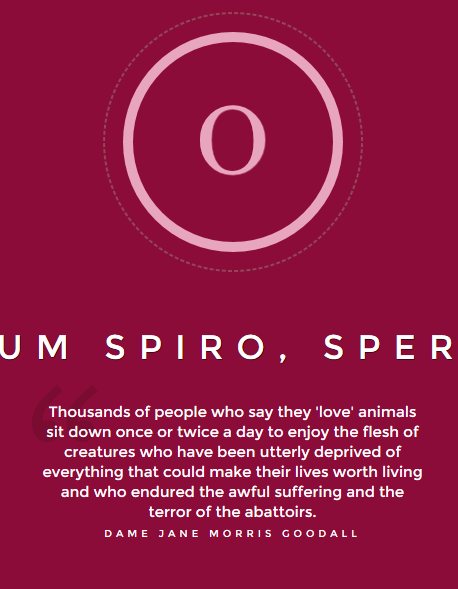 O
UM SPIRO, SPER
Thousands of people who say they 'love' animals
sit down once or twice a day to enjoy the flesh of
creatures who have been utterly deprived of
everything that could make their lives worth living
and who endured the awful suffering and the
terror of the abattoirs.
DAME JANE MORRIS GOODALL